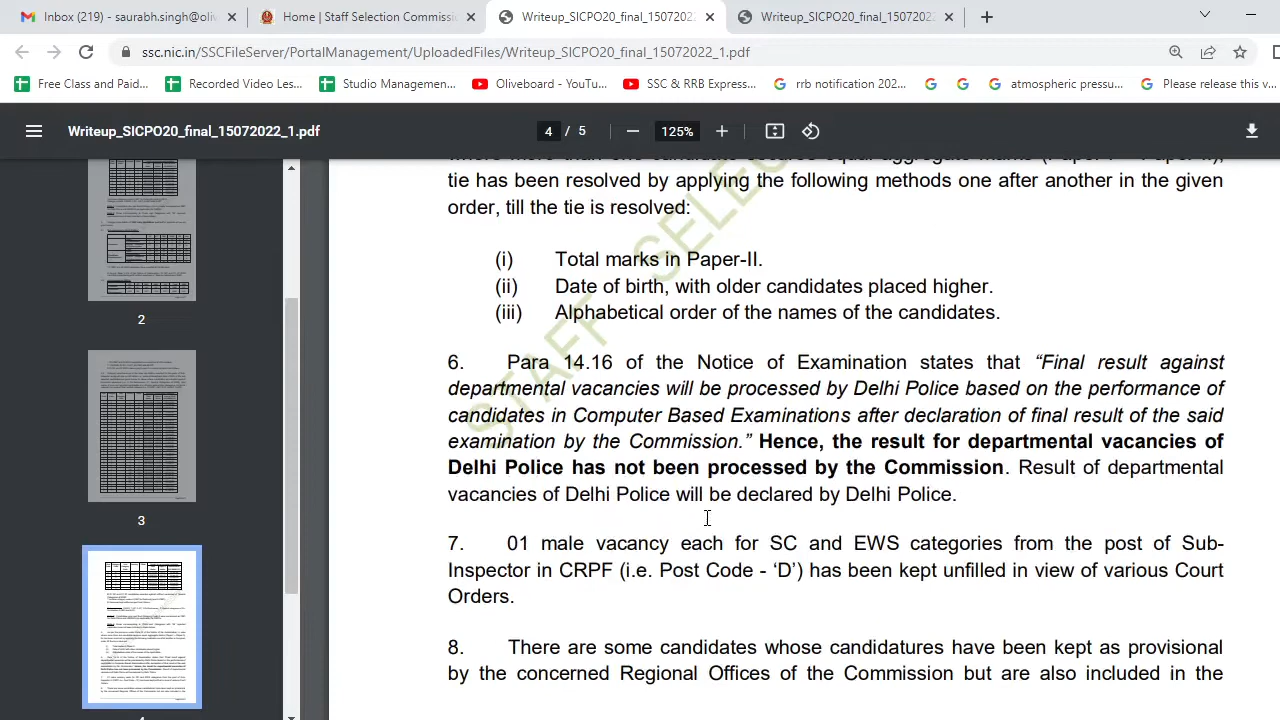 Inbox (219) - saurabh.singh@oliv
Home | Staff Selection Commissi
Writeup_SICPO20_final_15072022
Writeup_SICPO20_final_15072022
ssc.nic.in/SSCFileServer/PortalManagement/UploadedFiles/Writeup_SICPO20_final_15072022_1.pdf
Free Class and Paid...
Recorded Video Les...
Studio Managemen...
Oliveboard - YouTu...
SSC & RRB Express...
rrb notification 202...
atmospheric pressu...
Please release this v...
Writeup_SICPO20_final_15072022_1.pdf
4 / 5
125%
2
3
tie has been resolved by applying the following methods one after another in the given
order, till the tie is resolved:
(i) Total marks in Paper-II.
(ii) Date of birth, with older candidates placed higher.
(iii) Alphabetical order of the names of the candidates.
6. Para 14.16 of the Notice of Examination states that “Final result against
departmental vacancies will be processed by Delhi Police based on the performance of
candidates in Computer Based Examinations after declaration of final result of the said
examination by the Commission.” Hence, the result for departmental vacancies of
Delhi Police has not been processed by the Commission. Result of departmental
vacancies of Delhi Police will be declared by Delhi Police.
7. 01 male vacancy each for SC and EWS categories from the post of Sub-
Inspector in CRPF (i.e. Post Code - ‘D’) has been kept unfilled in view of various Court
Orders.
8. There are some candidates whose candidatures have been kept as provisional
by the concerned Regional Offices of the Commission but are also included in the
STAFF SELEC